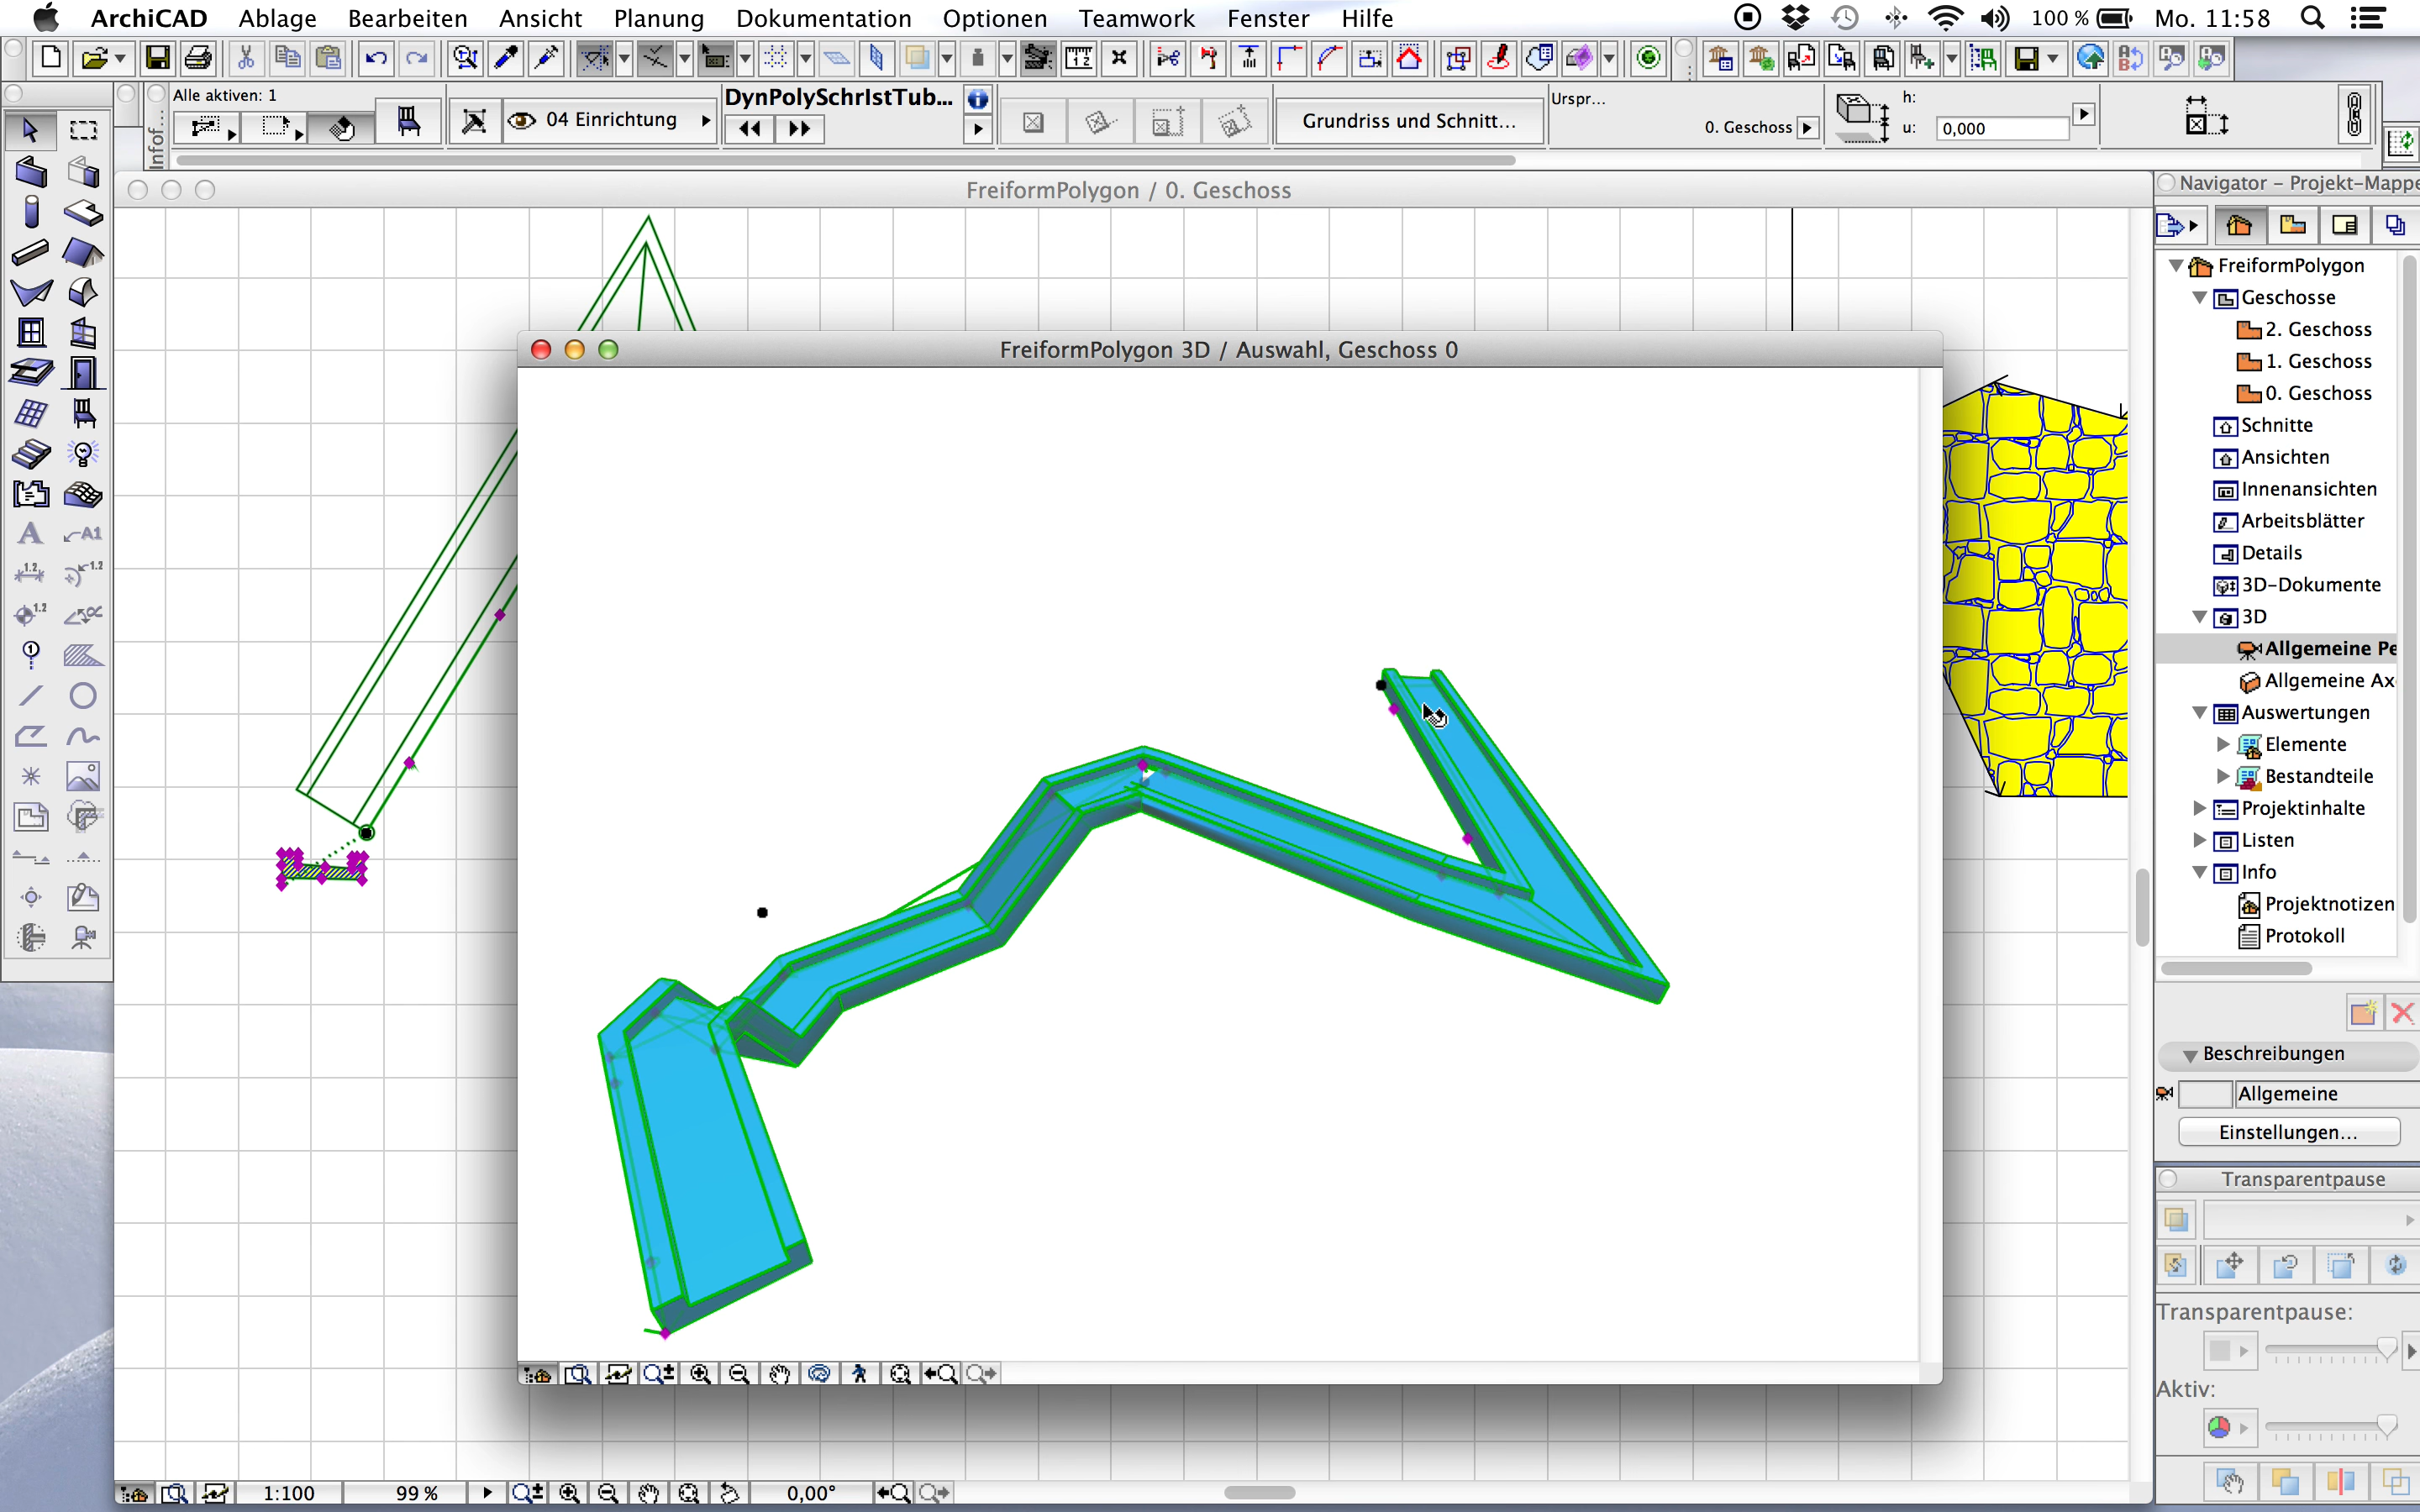 ArchiCAD Ablage Bearbeiten Ansicht Planung Dokumentation Optionen Teamwork Fenster Hilfe 100 % Mo. 11:58
Alle aktiven: 1
Infof...
04 Einrichtung
DynPolySchrIstTub...
Grundriss und Schnitt...
Urspr...
0. Geschoss
h:
u: 0,000
FreiformPolygon / 0. Geschoss
FreiformPolygon 3D / Auswahl, Geschoss 0
1:100 99 % 0,00°
Navigator - Projekt-Mappe
FreiformPolygon
Geschosse
2. Geschoss
1. Geschoss
0. Geschoss
Schnitte
Ansichten
Innenansichten
Arbeitsblätter
Details
3D-Dokumente
3D
Allgemeine Pe
Allgemeine Ax
Auswertungen
Elemente
Bestandteile
Projektinhalte
Listen
Info
Projektnotizen
Protokoll
Beschreibungen
Allgemeine
Einstellungen...
Transparentpause
Transparentpause:
Aktiv: